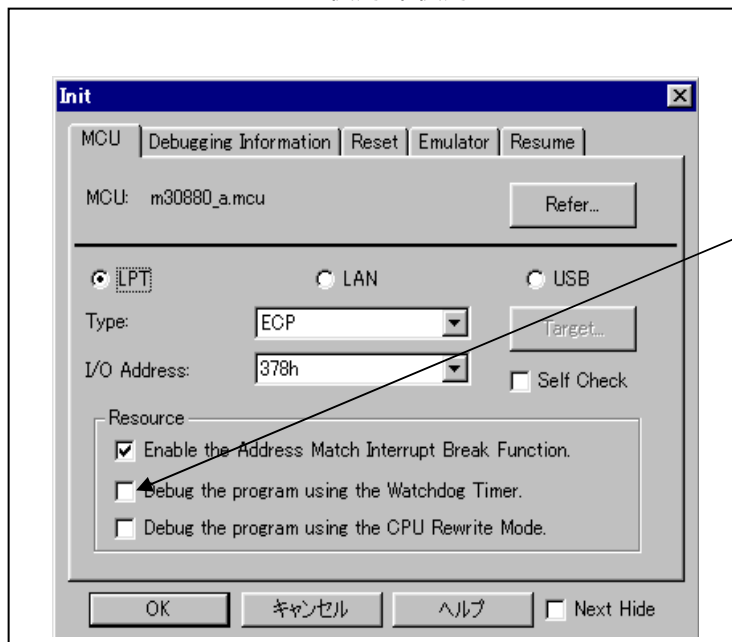 Init
MCU Debugging Information Reset Emulator Resume
MCU: m30880_a.mcu Refer...
LPT LAN USB
Type: ECP Target...
I/O Address: 378h
Self Check
Resource
Enable the Address Match Interrupt Break Function.
Debug the program using the Watchdog Timer.
Debug the program using the CPU Rewrite Mode.
OK キャンセル ヘルプ Next Hide